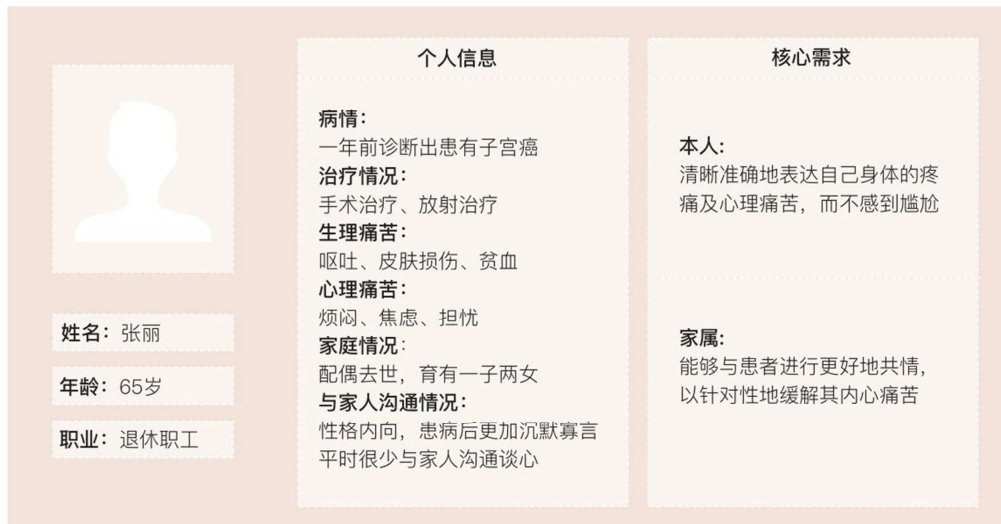 姓名：张丽
年龄：65岁
职业：退休职工
个人信息
病情：
一年前诊断出患有子宫癌
治疗情况：
手术治疗、放射治疗
生理痛苦：
呕吐、皮肤损伤、贫血
心理痛苦：
烦闷、焦虑、担忧
家庭情况：
配偶去世，育有一子两女
与家人沟通情况：
性格内向，患病后更加沉默寡言
平时很少与家人沟通谈心
核心需求
本人:
清晰准确地表达自己身体的疼
痛及心理痛苦，而不感到尴尬
家属:
能够与患者进行更好地共情，
以针对性地缓解其内心痛苦